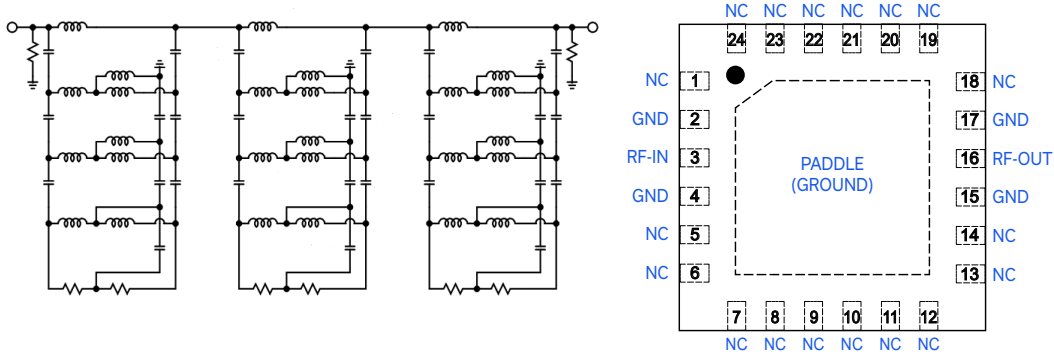 NC NC NC NC NC NC
24 23 22 21 20 19
NC 1 18 NC
GND 2 17 GND
RF-IN 3 16 RF-OUT
PADDLE
(GROUND)
GND 4 15 GND
NC 5 14 NC
NC 6 13 NC
7 8 9 10 11 12
NC NC NC NC NC NC